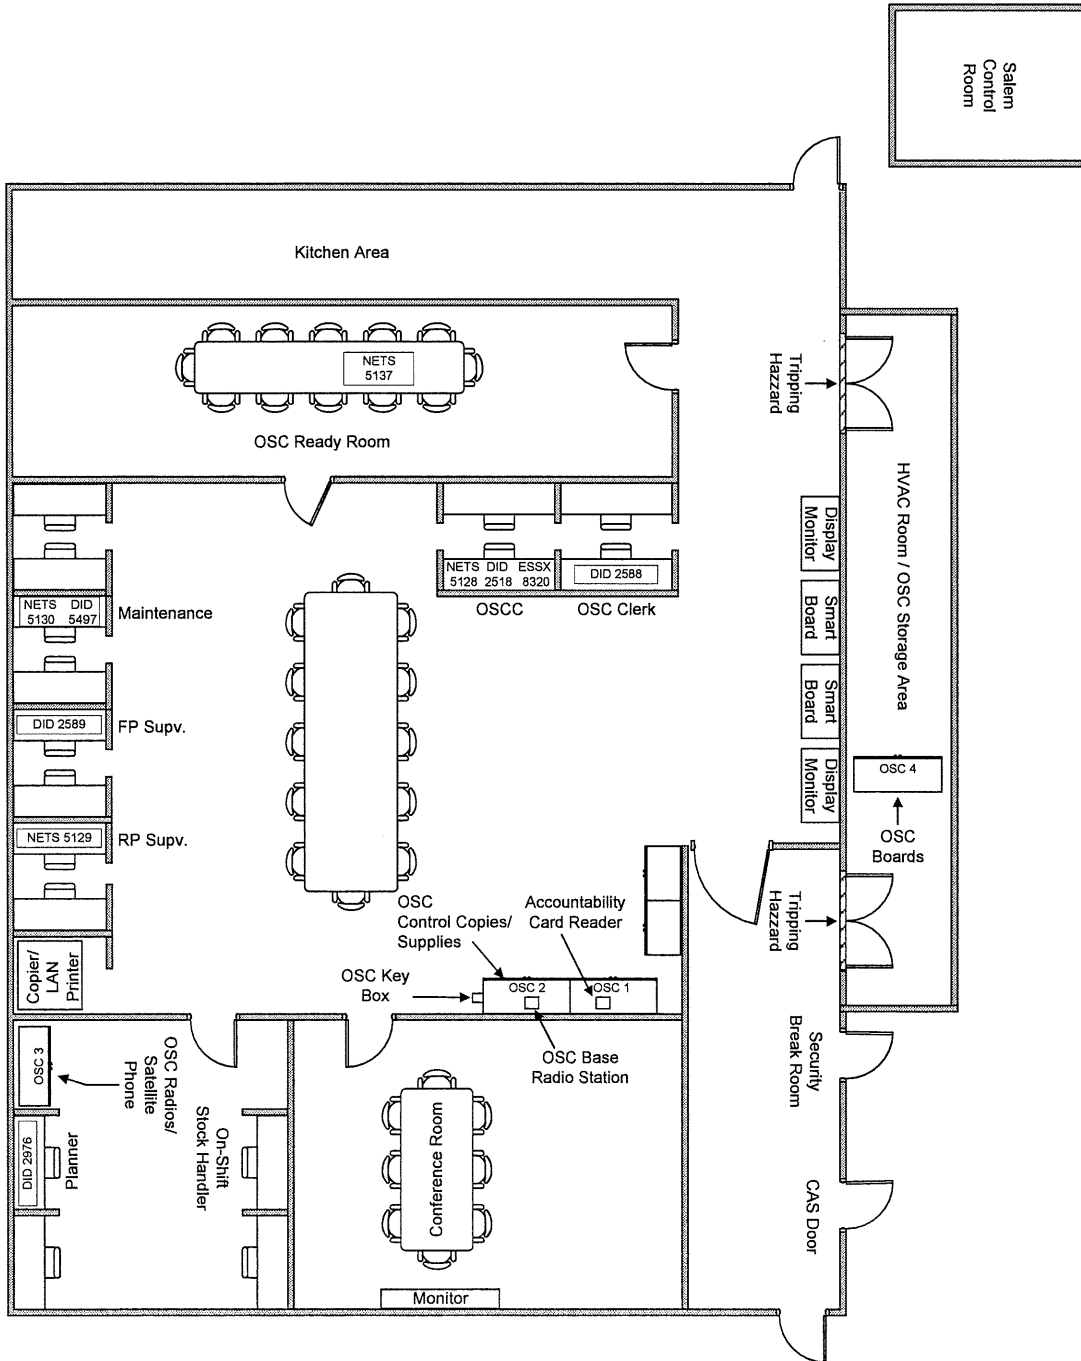 Salem
Control
Room
Kitchen Area
NETS
5137
Tripping
Hazzard
OSC Ready Room
HVAC Room / OSC Storage Area
Display
Monitor
NETS DID ESSX
5128 2518 8320
DID 2588
OSCC
OSC Clerk
NETS DID
5130 5497
Maintenance
Smart
Board
Smart
Board
DID 2589
FP Supv.
Display
Monitor
OSC 4
OSC
Boards
NETS 5129
RP Supv.
OSC
Control Copies/
Supplies
Accountability
Card Reader
Tripping
Hazzard
Copier/
LAN
Printer
OSC Key
Box
OSC 2
OSC 1
OSC Base
Radio Station
Security
Break Room
OSC 3
OSC Radios/
Satellite
Phone
On-Shift
Stock Handler
DID 2976
Planner
Conference Room
CAS Door
Monitor